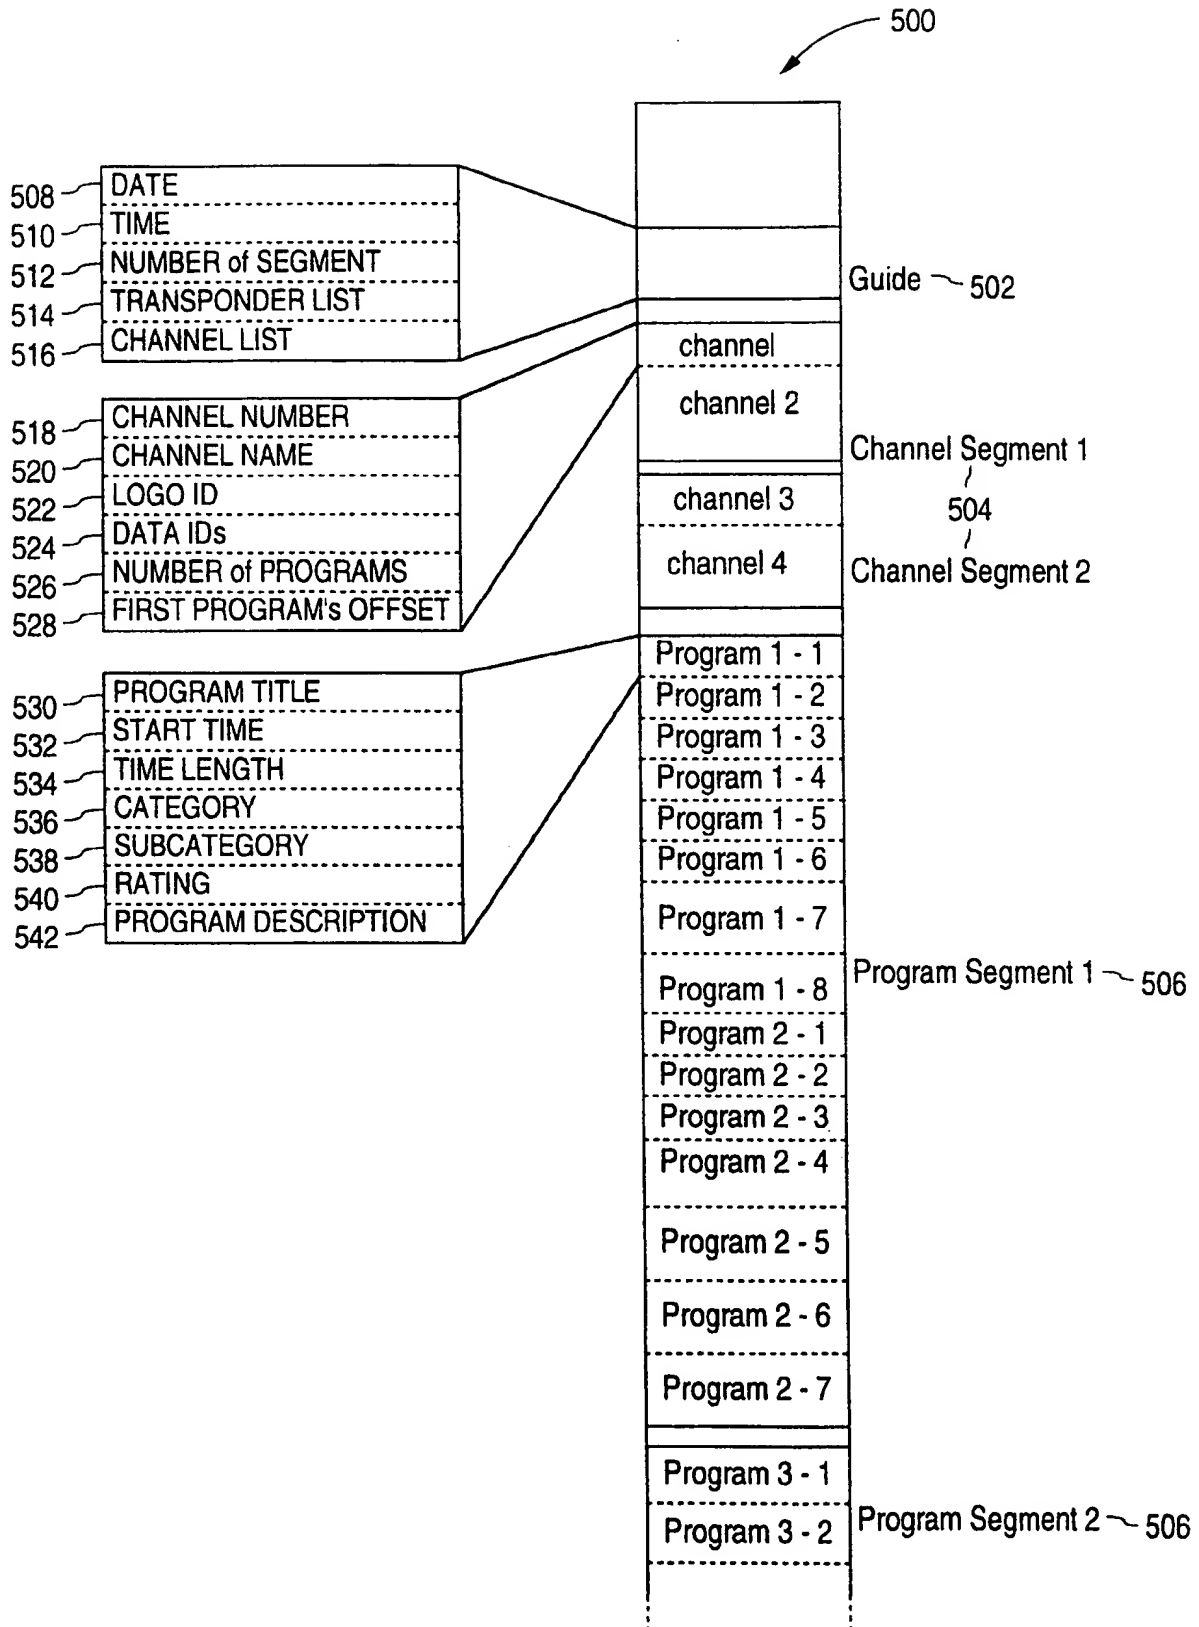 500
508 DATE
510 TIME
512 NUMBER of SEGMENT
514 TRANSPONDER LIST
516 CHANNEL LIST
Guide 502
518 CHANNEL NUMBER
520 CHANNEL NAME
522 LOGO ID
524 DATA IDs
526 NUMBER of PROGRAMS
528 FIRST PROGRAM's OFFSET
channel
channel 2
Channel Segment 1
504
channel 3
channel 4
Channel Segment 2
530 PROGRAM TITLE
532 START TIME
534 TIME LENGTH
536 CATEGORY
538 SUBCATEGORY
540 RATING
542 PROGRAM DESCRIPTION
Program 1 - 1
Program 1 - 2
Program 1 - 3
Program 1 - 4
Program 1 - 5
Program 1 - 6
Program 1 - 7
Program Segment 1 506
Program 1 - 8
Program 2 - 1
Program 2 - 2
Program 2 - 3
Program 2 - 4
Program 2 - 5
Program 2 - 6
Program 2 - 7
Program 3 - 1
Program Segment 2 506
Program 3 - 2